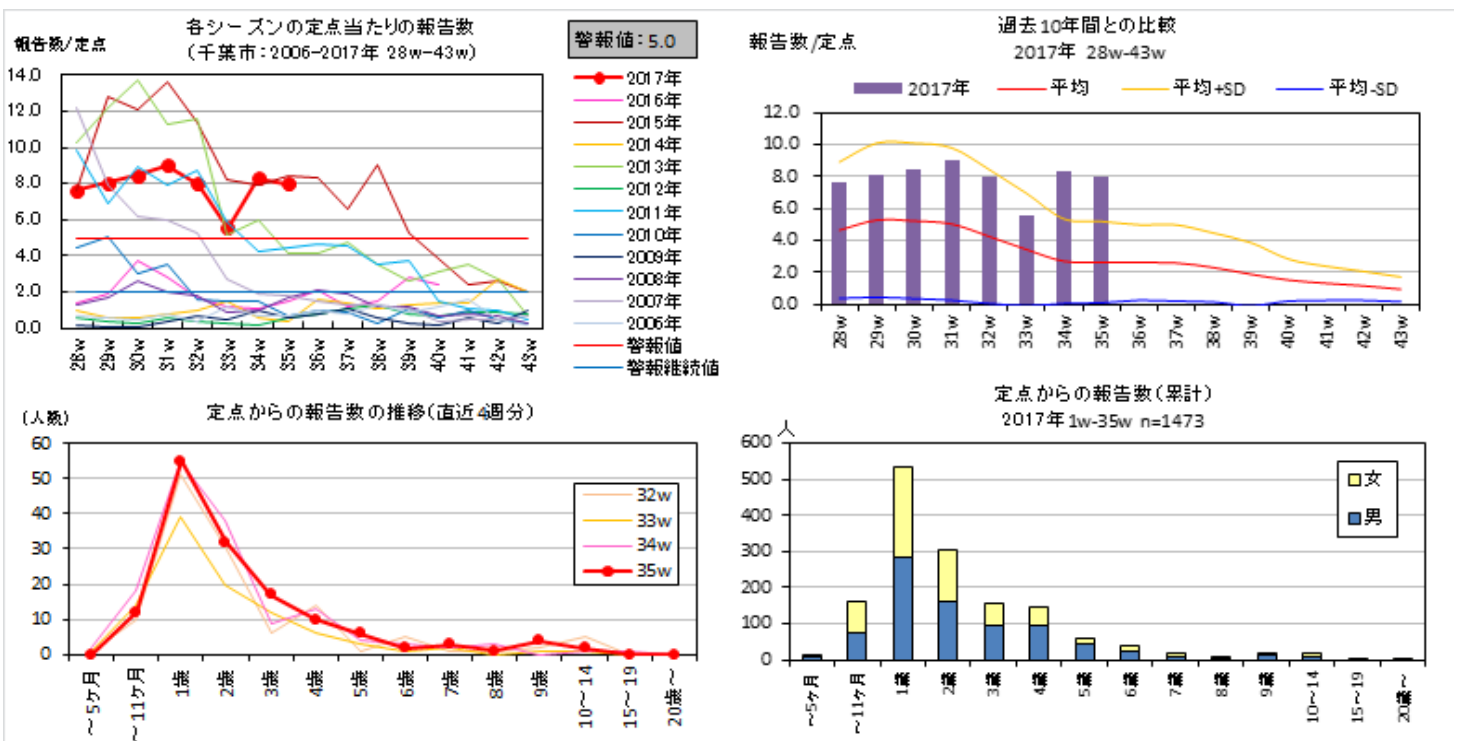 各シーズンの定点当たりの報告数
(千葉市:2006-2017年 28w-43w)
報告数/定点
警報値:5.0
14.0
12.0
10.0
8.0
6.0
4.0
2.0
0.0
28w
29w
30w
31w
32w
33w
34w
35w
36w
37w
38w
39w
40w
41w
42w
43w
2017年
2016年
2015年
2014年
2013年
2012年
2011年
2010年
2009年
2008年
2007年
2006年
警報値
警報継続値
過去10年間との比較
2017年 28w-43w
報告数/定点
2017年
平均
平均+SD
平均-SD
12.0
10.0
8.0
6.0
4.0
2.0
0.0
28w
29w
30w
31w
32w
33w
34w
35w
36w
37w
38w
39w
40w
41w
42w
43w
定点からの報告数の推移(直近4週分)
(人数)
60
50
40
30
20
10
0
~5ヶ月
~11ヶ月
1歳
2歳
3歳
4歳
5歳
6歳
7歳
8歳
9歳
10~14
15~19
20歳~
32w
33w
34w
35w
定点からの報告数(累計)
2017年 1w-35w n=1473
人
600
500
400
300
200
100
0
~5ヶ月
~11ヶ月
1歳
2歳
3歳
4歳
5歳
6歳
7歳
8歳
9歳
10~14
15~19
20歳~
女
男